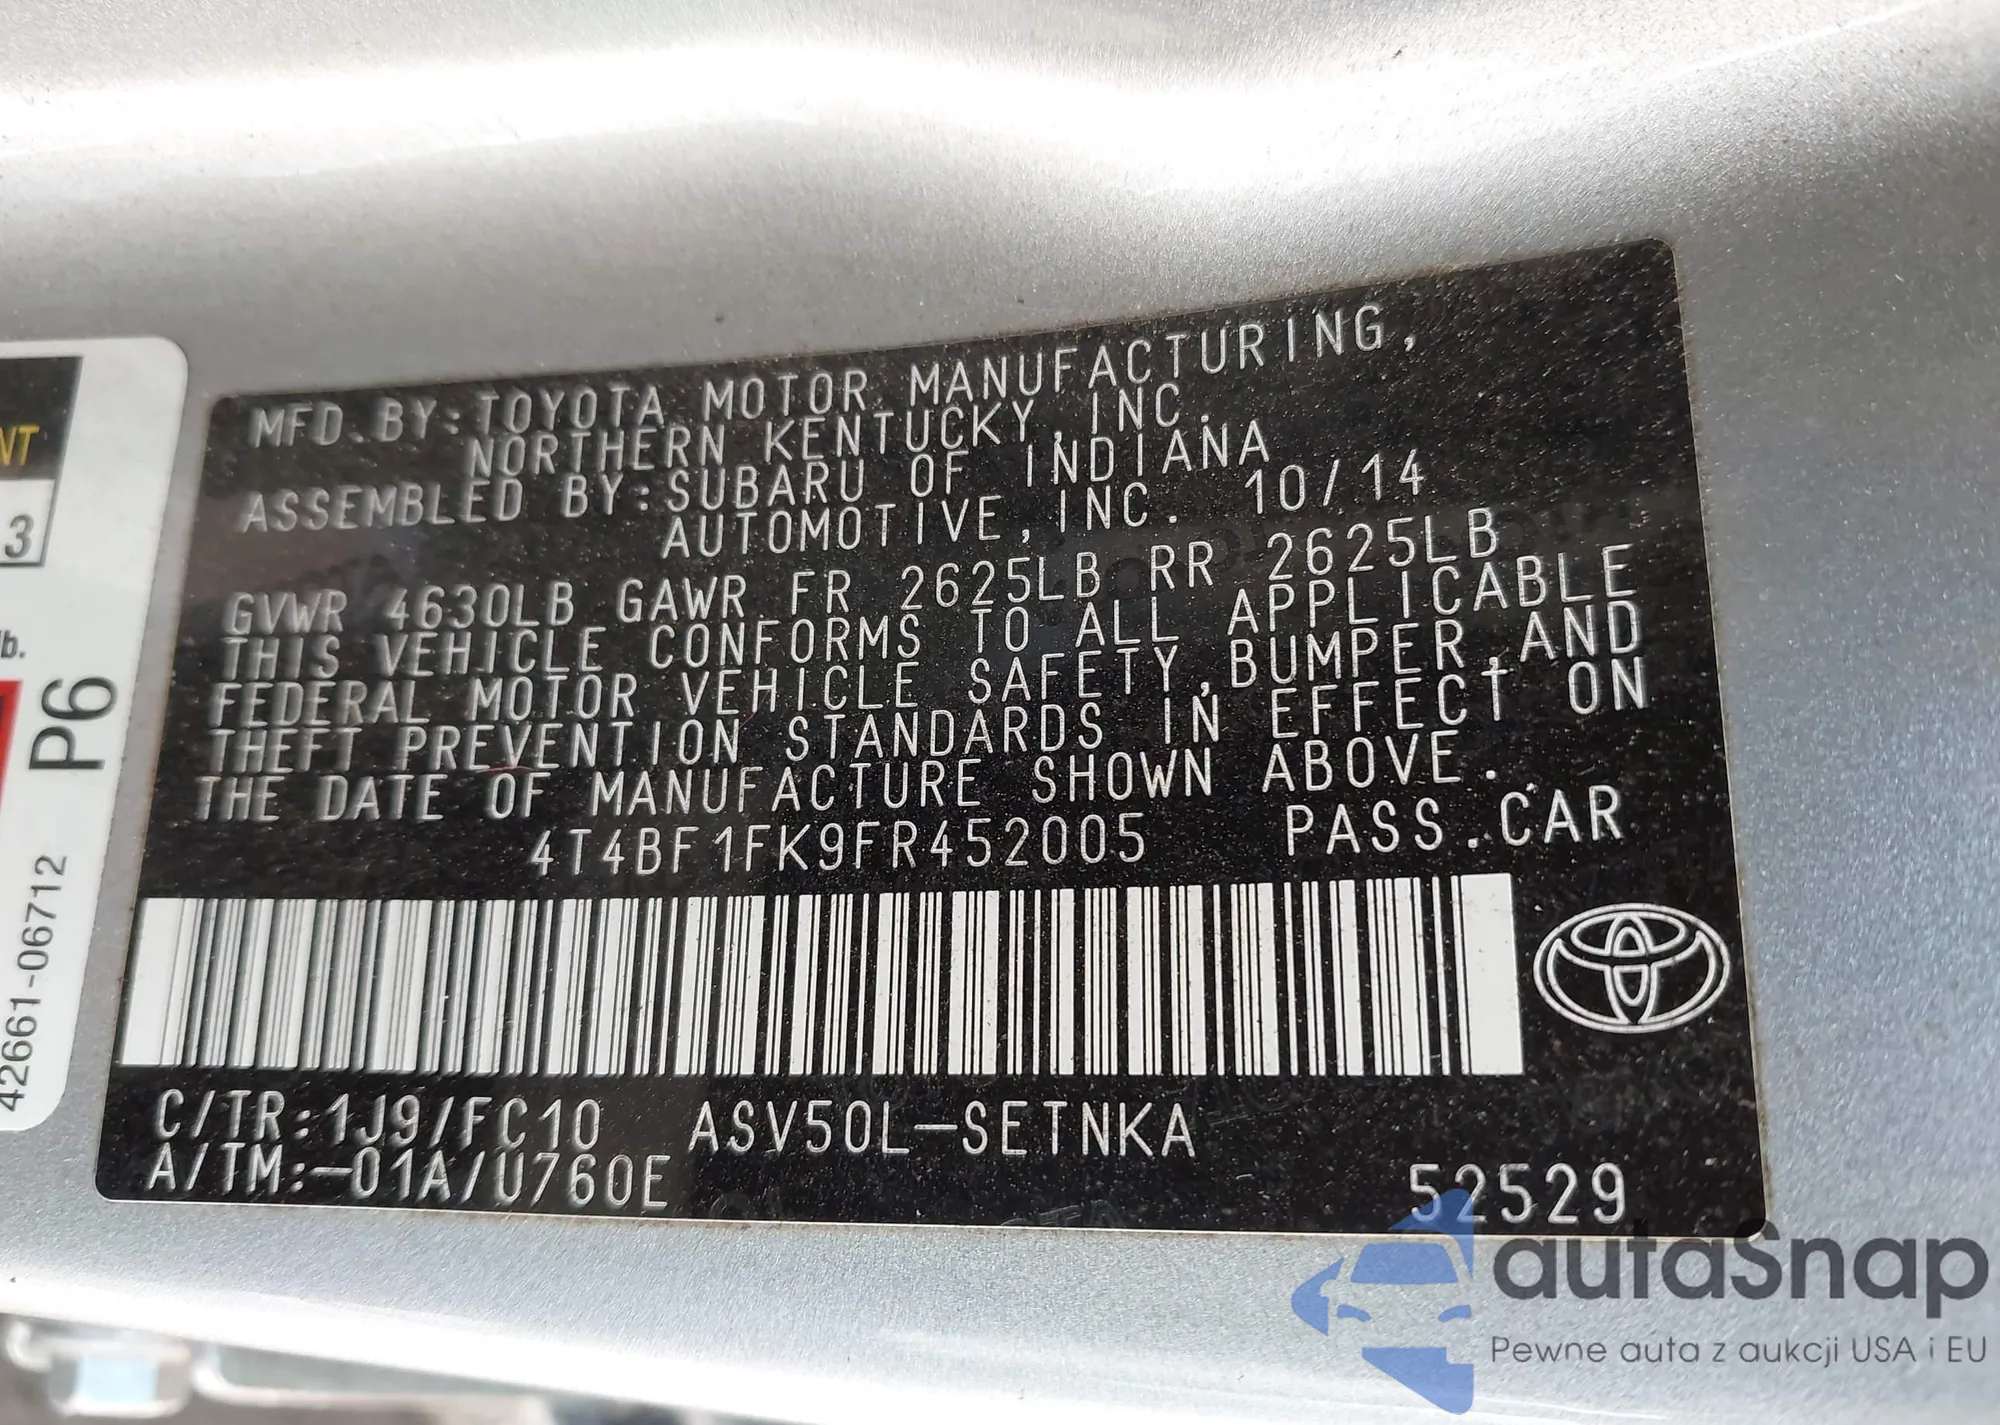 MFD. BY: TOYOTA MOTOR MANUFACTURING,
NORTHERN KENTUCKY, INC.
ASSEMBLED BY: SUBARU OF INDIANA
AUTOMOTIVE, INC. 10/14
GVWR 4630LB GAWR FR 2625LB RR 2625LB
THIS VEHICLE CONFORMS TO ALL APPLICABLE
FEDERAL MOTOR VEHICLE SAFETY, BUMPER, AND
THEFT PREVENTION STANDARDS IN EFFECT ON
THE DATE OF MANUFACTURE SHOWN ABOVE.
4T4BF1FK9FR452005 PASS. CAR
C/TR: 1J9/FC10 ASV50L-SETNKA
A/TM:-01A/U760E 52529
NT
3
b.
P6
42661-06712
autaSnap
Pewne auta z aukcji USA i EU